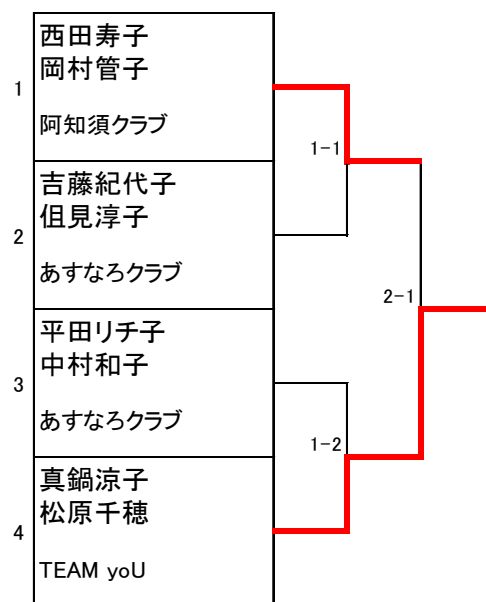 1
西田寿子
岡村管子
阿知須クラブ
1-1
2
吉藤紀代子
伹見淳子
あすなろクラブ
2-1
3
平田リチ子
中村和子
あすなろクラブ
1-2
4
真鍋涼子
松原千穂
TEAM yoU